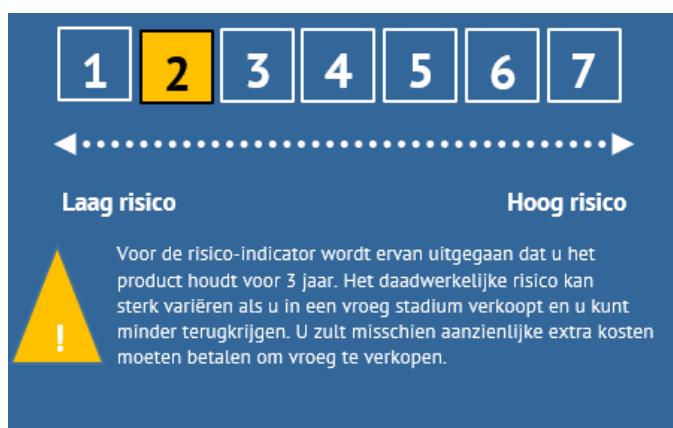 1 2 3 4 5 6 7
Laag risico Hoog risico
Voor de risico-indicator wordt ervan uitgegaan dat u het
product houdt voor 3 jaar. Het daadwerkelijke risico kan
sterk variëren als u in een vroeg stadium verkoopt en u kunt
minder terugkrijgen. U zult misschien aanzienlijke extra kosten
moeten betalen om vroeg te verkopen.
!